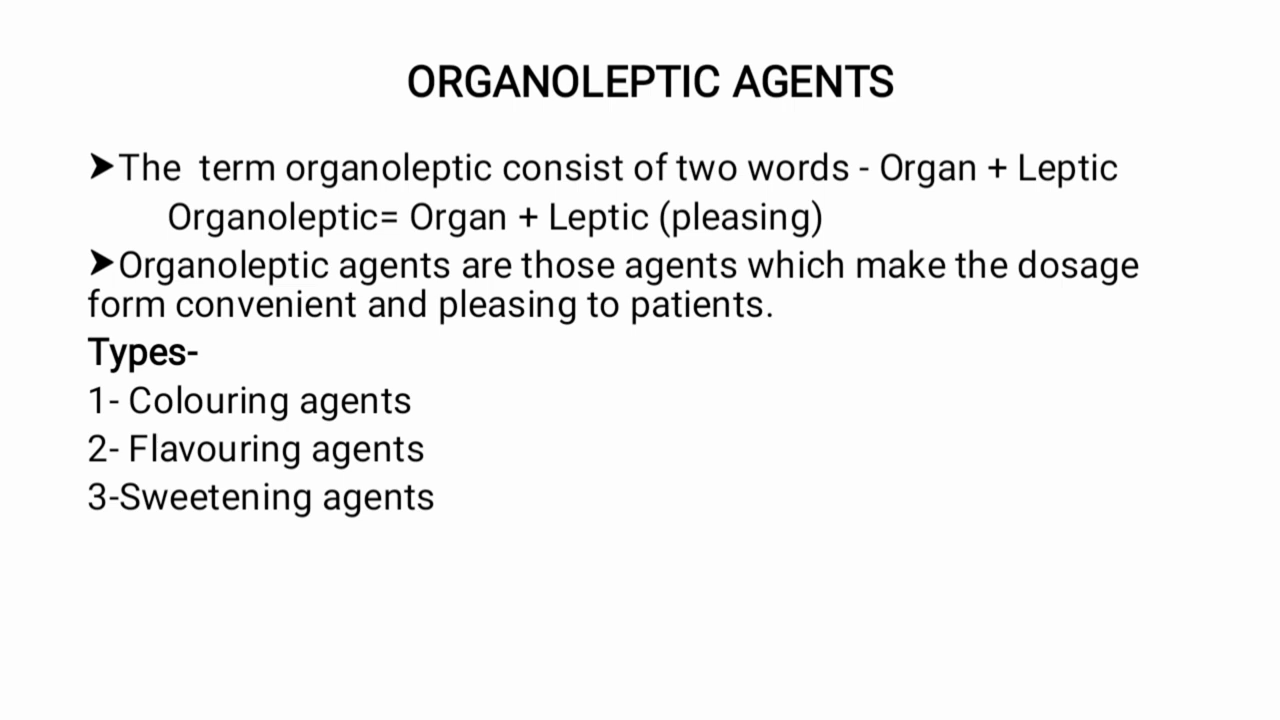 ORGANOLEPTIC AGENTS
➤The term organoleptic consist of two words - Organ + Leptic
Organoleptic= Organ + Leptic (pleasing)
➤Organoleptic agents are those agents which make the dosage
form convenient and pleasing to patients.
Types-
1- Colouring agents
2- Flavouring agents
3-Sweetening agents